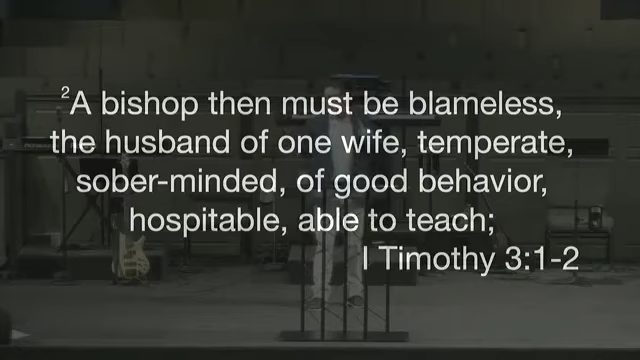 ²A bishop then must be blameless,
the husband of one wife, temperate,
sober-minded, of good behavior,
hospitable, able to teach;
I Timothy 3:1-2